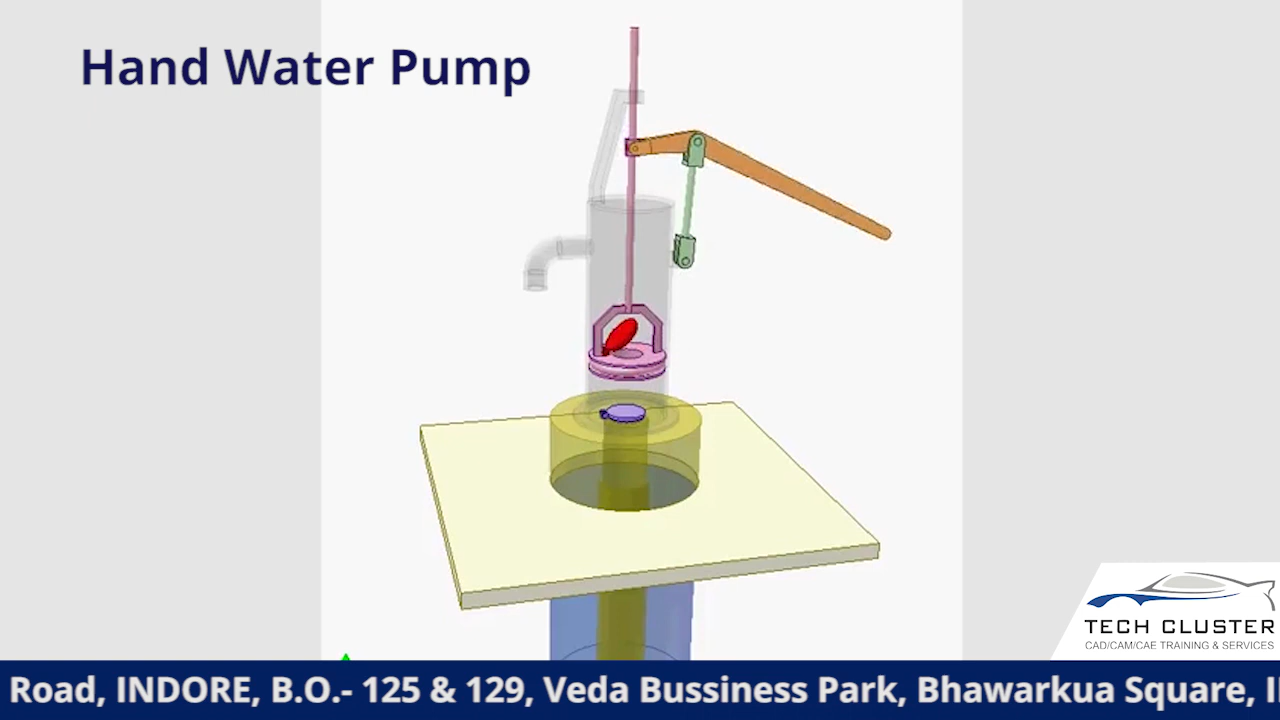 Hand Water Pump
TECH CLUSTER
CAD/CAM/CAE TRAINING & SERVICES
Road, INDORE, B.O.- 125 & 129, Veda Bussiness Park, Bhawarkua Square,